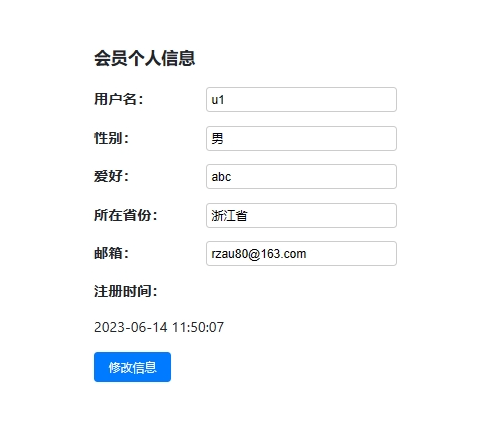 会员个人信息
用户名： u1
性别： 男
爱好： abc
所在省份： 浙江省
邮箱： rzau80@163.com
注册时间：
2023-06-14 11:50:07
修改信息